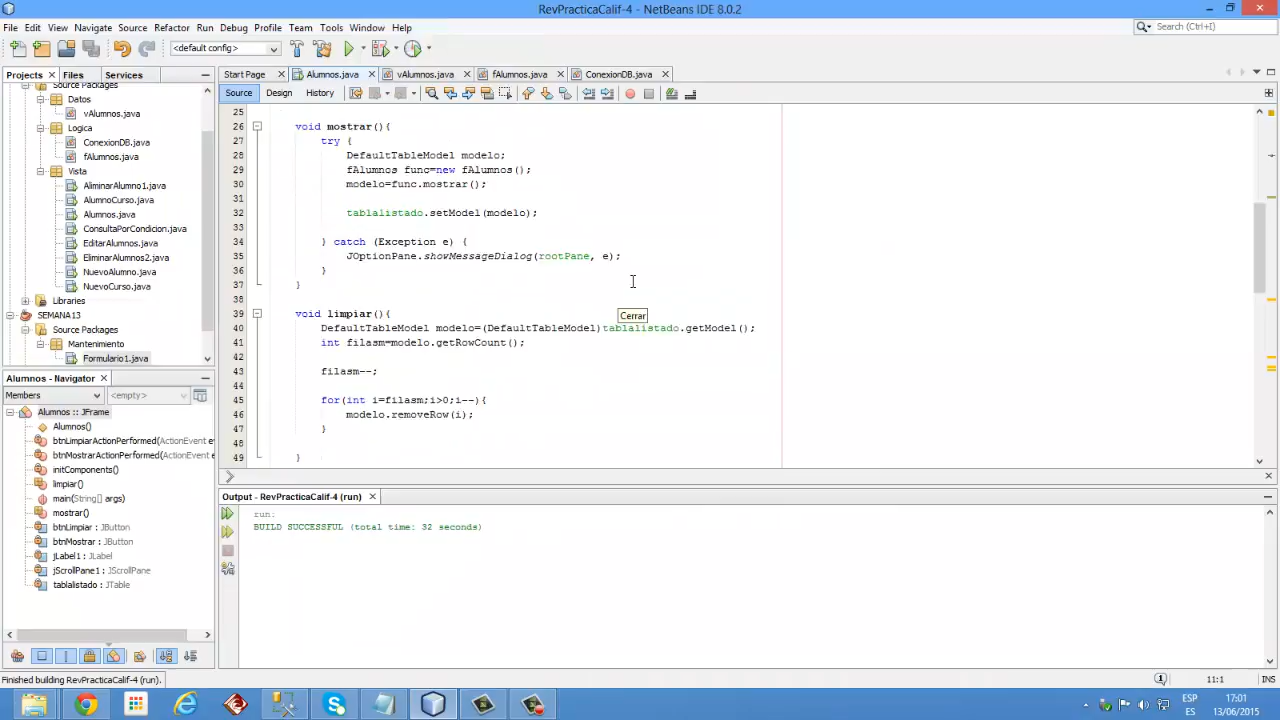 RevPracticaCalif-4 - NetBeans IDE 8.0.2
File Edit View Navigate Source Refactor Run Debug Profile Team Tools Window Help
Search (Ctrl+I)
<default config>
Projects Files Services
Start Page Alumnos.java vAlumnos.java fAlumnos.java ConexionDB.java
Source Design History
Source Packages
Datos
vAlumnos.java
Logica
ConexionDB.java
fAlumnos.java
Vista
AliminarAlumno1.java
AlumnoCurso.java
Alumnos.java
ConsultaPorCondicion.java
EditarAlumnos.java
EliminarAlumnos2.java
NuevoAlumno.java
NuevoCurso.java
Libraries
SEMANA13
Source Packages
Mantenimiento
Formulario1.java
25
26 void mostrar(){
27 try {
28 DefaultTableModel modelo;
29 fAlumnos func=new fAlumnos();
30 modelo=func.mostrar();
31
32 tablalistado.setModel(modelo);
33
34 } catch (Exception e) {
35 JOptionPane.showMessageDialog(rootPane, e);
36 }
37 }
38
39 void limpiar(){
Cerrar
40 DefaultTableModel modelo=(DefaultTableModel)tablalistado.getModel();
41 int filasm=modelo.getRowCount();
42
43 filasm--;
44
45 for(int i=filasm;i>0;i--){
46 modelo.removeRow(i);
47 }
48
49 }
Alumnos - Navigator
Members <empty>
Alumnos :: JFrame
Alumnos()
btnLimpiarActionPerformed(ActionEvent e
btnMostrarActionPerformed(ActionEvent e
initComponents()
limpiar()
main(String[] args)
mostrar()
btnLimpiar : JButton
btnMostrar : JButton
jLabel1 : JLabel
jScrollPane1 : JScrollPane
tablalistado : JTable
Output - RevPracticaCalif-4 (run)
run:
BUILD SUCCESSFUL (total time: 32 seconds)
Finished building RevPracticaCalif-4 (run).
11:1 INS
ESP
ES
17:01
13/06/2015